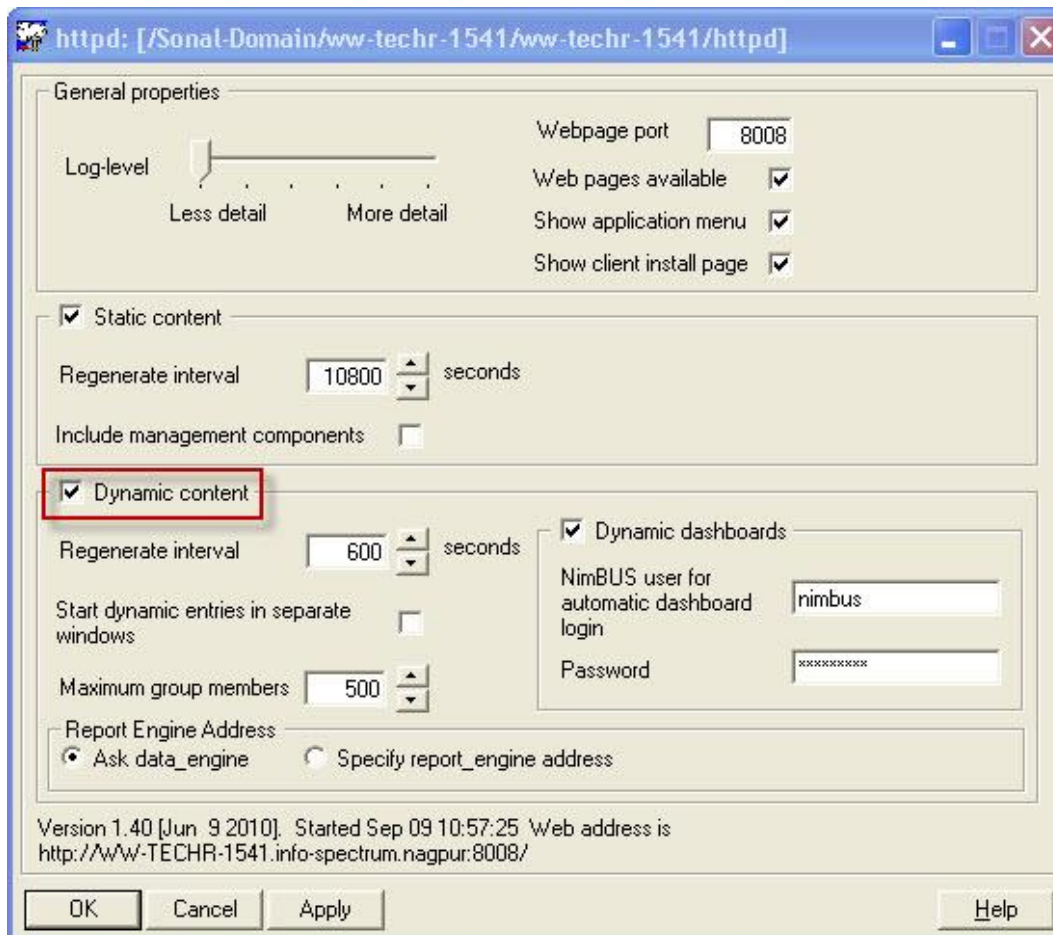 httpd: [/Sonal-Domain/ww-techr-1541/ww-techr-1541/httpd]
General properties
Log-level
Less detail
More detail
Webpage port
8008
Web pages available
Show application menu
Show client install page
Static content
Regenerate interval
10800
seconds
Include management components
Dynamic content
Regenerate interval
600
seconds
Start dynamic entries in separate
windows
Maximum group members
500
Dynamic dashboards
NimBUS user for
automatic dashboard
login
nimbus
Password
*********
Report Engine Address
Ask data_engine
Specify report_engine address
Version 1.40 [Jun 9 2010]. Started Sep 09 10:57:25 Web address is
http://WW-TECHR-1541.info-spectrum.nagpur:8008/
OK
Cancel
Apply
Help